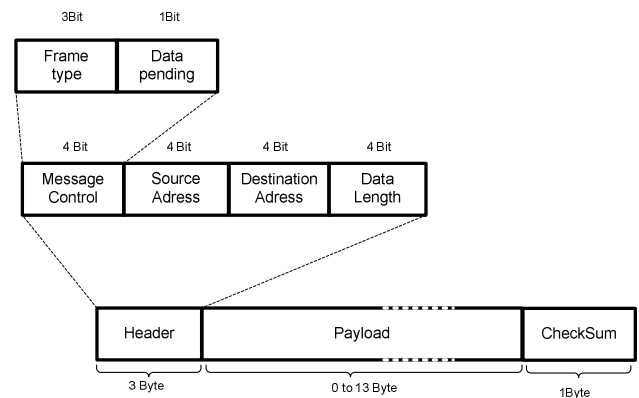 3Bit 1Bit
Frame type
Data pending
4 Bit 4 Bit 4 Bit 4 Bit
Message Control
Source Adress
Destination Adress
Data Length
Header
Payload
CheckSum
3 Byte
0 to 13 Byte
1Byte